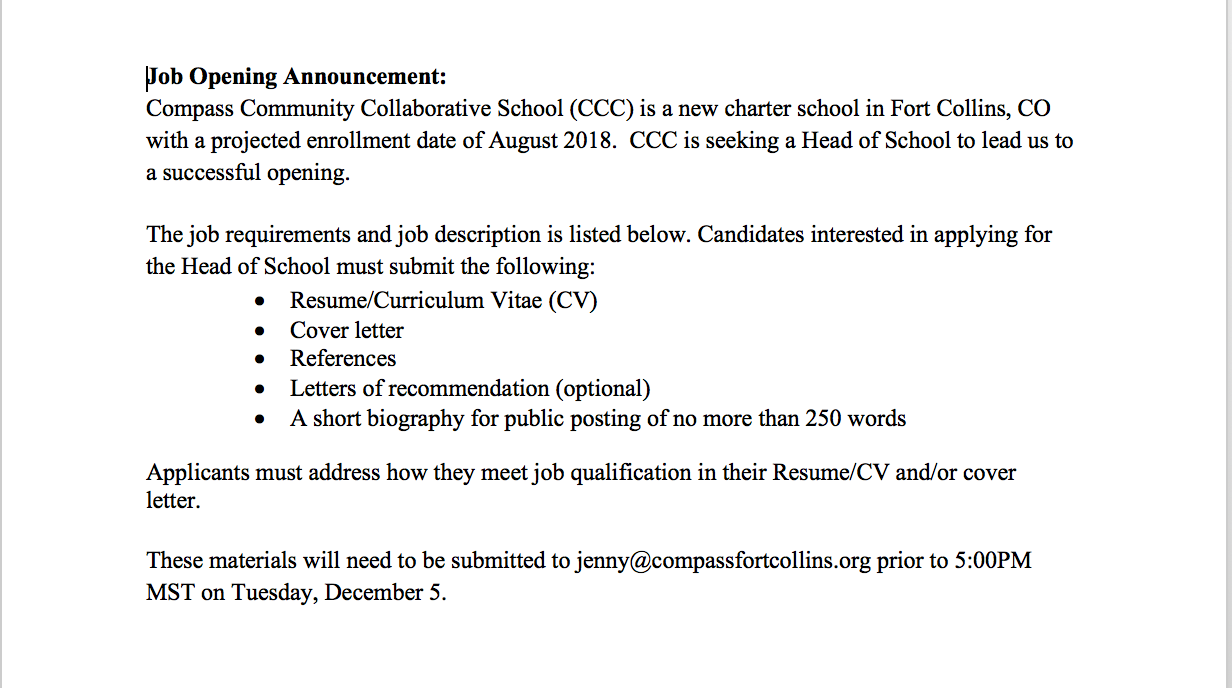 Job Opening Announcement:
Compass Community Collaborative School (CCC) is a new charter school in Fort Collins, CO
with a projected enrollment date of August 2018.  CCC is seeking a Head of School to lead us to
a successful opening.
The job requirements and job description is listed below. Candidates interested in applying for
the Head of School must submit the following:
• Resume/Curriculum Vitae (CV)
• Cover letter
• References
• Letters of recommendation (optional)
• A short biography for public posting of no more than 250 words
Applicants must address how they meet job qualification in their Resume/CV and/or cover
letter.
These materials will need to be submitted to jenny@compassfortcollins.org prior to 5:00PM
MST on Tuesday, December 5.